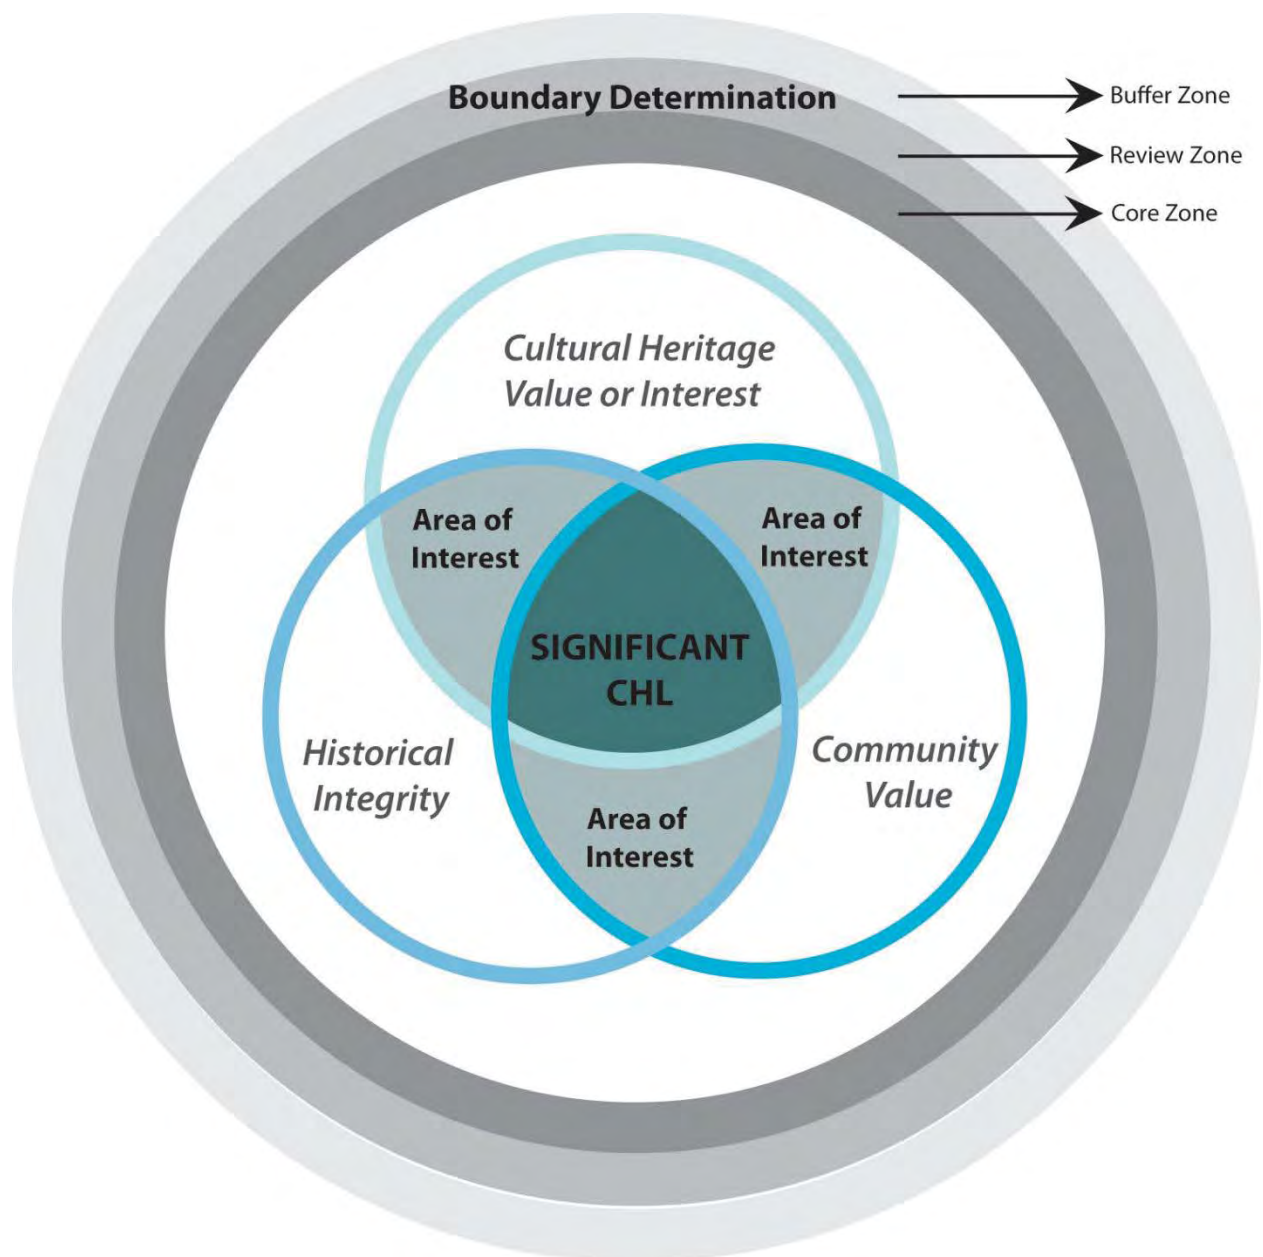 Boundary Determination
Buffer Zone
Review Zone
Core Zone
Cultural Heritage
Value or Interest
Area of
Interest
Area of
Interest
SIGNIFICANT
CHL
Historical
Integrity
Community
Value
Area of
Interest